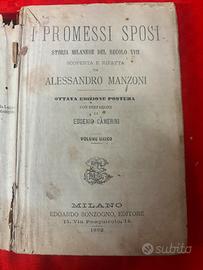 I PROMESSI SPOSI
STORIA MILANESE DEL SECOLO XVII
SCOPERTA E RIFATTA
DA
ALESSANDRO MANZONI
OTTAVA EDIZIONE POSTUMA
CON PREFAZIONE
DI
EUGENIO CAMERINI
VOLUME UNICO
MILANO
EDOARDO SONZOGNO, EDITORE
14, Via Pasquirolo, 14.
1892
subito